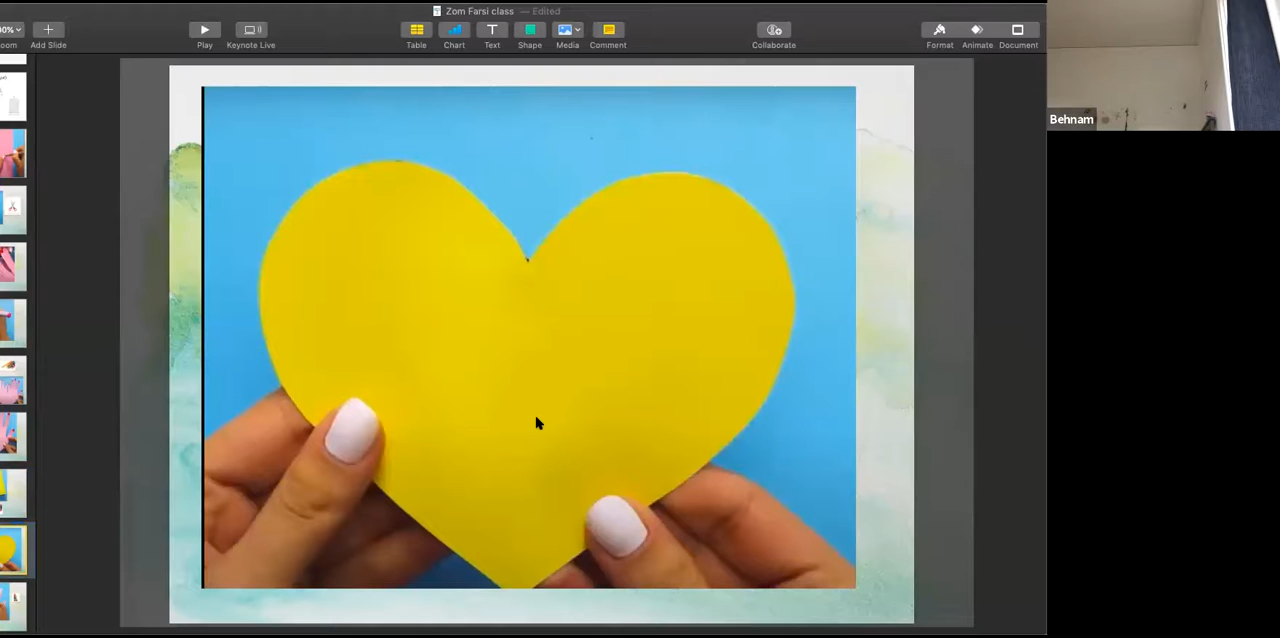 Zom Farsi class — Edited
Add Slide
Play
Keynote Live
Table
Chart
Text
Shape
Media
Comment
Collaborate
Format
Animate
Document
Behnam